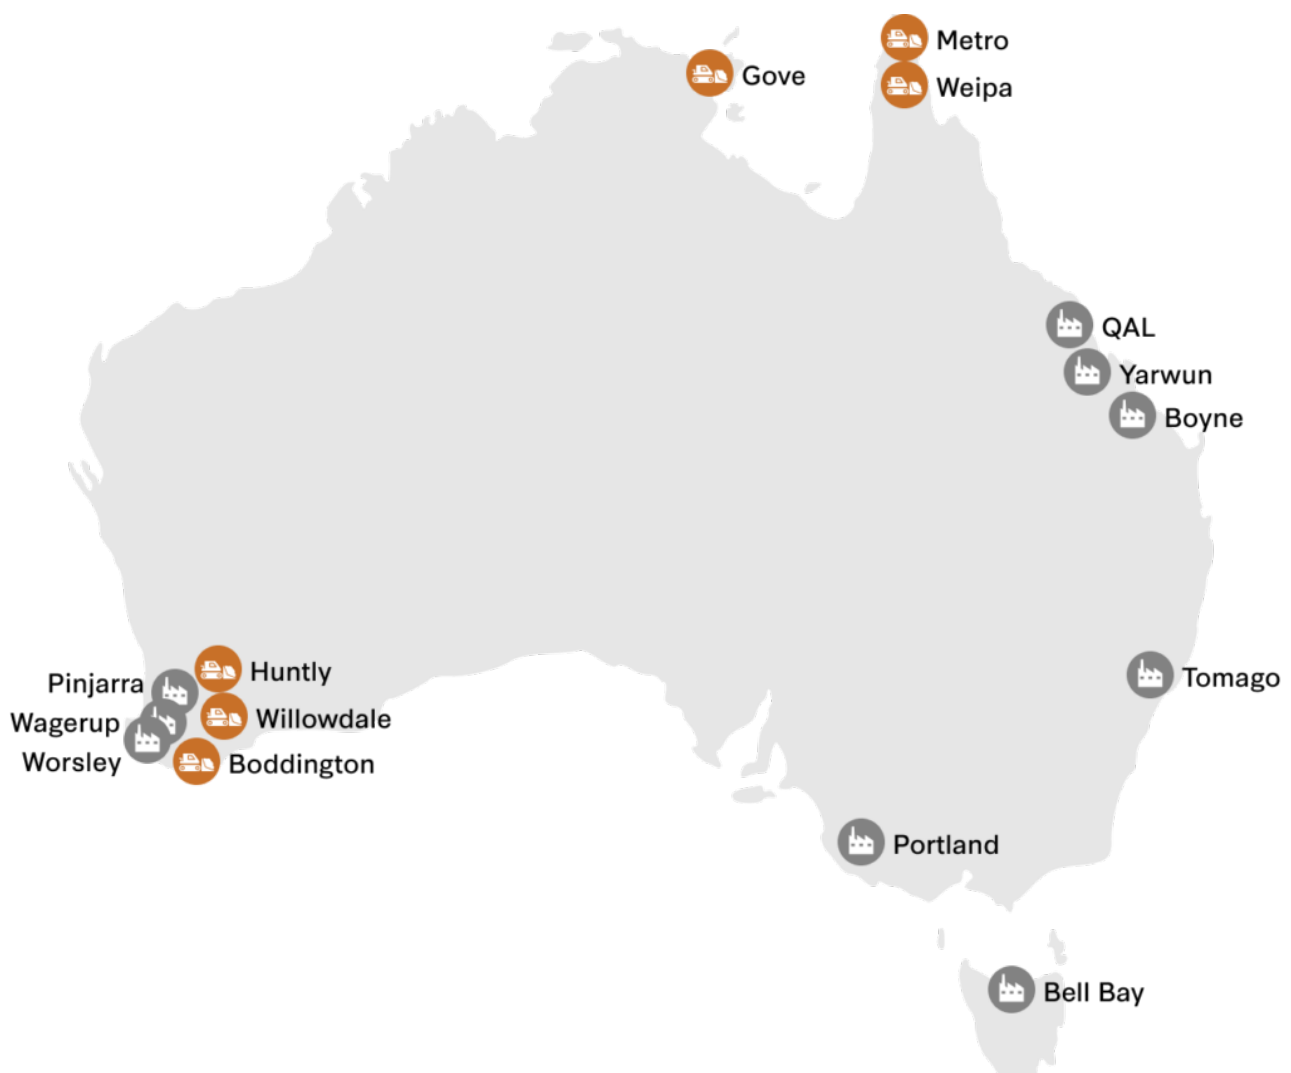 Metro
Gove
Weipa
QAL
Yarwun
Boyne
Huntly
Pinjarra
Tomago
Willowdale
Wagerup
Worsley
Boddington
Portland
Bell Bay